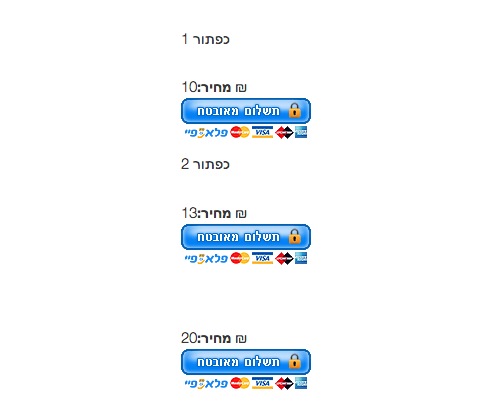 כפתור 1
₪ מחיר:10
תשלום מאובטח
פלאפיי VISA
כפתור 2
₪ מחיר:13
תשלום מאובטח
פלאפיי VISA
₪ מחיר:20
תשלום מאובטח
פלאפיי VISA